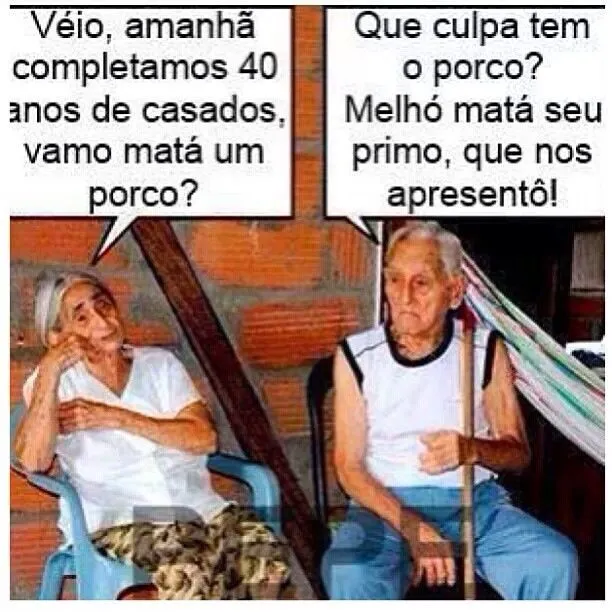 Véio, amanhã
completamos 40
anos de casados,
vamo matá um
porco?
Que culpa tem
o porco?
Melhó matá seu
primo, que nos
apresentô!